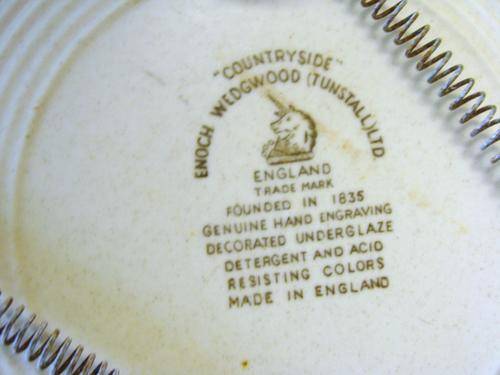 "COUNTRYSIDE"
ENOCH WEDGWOOD (TUNSTALL) LTD
ENGLAND
TRADE MARK
FOUNDED IN 1835
GENUINE HAND ENGRAVING
DECORATED UNDERGLAZE
DETERGENT AND ACID
RESISTING COLORS
MADE IN ENGLAND